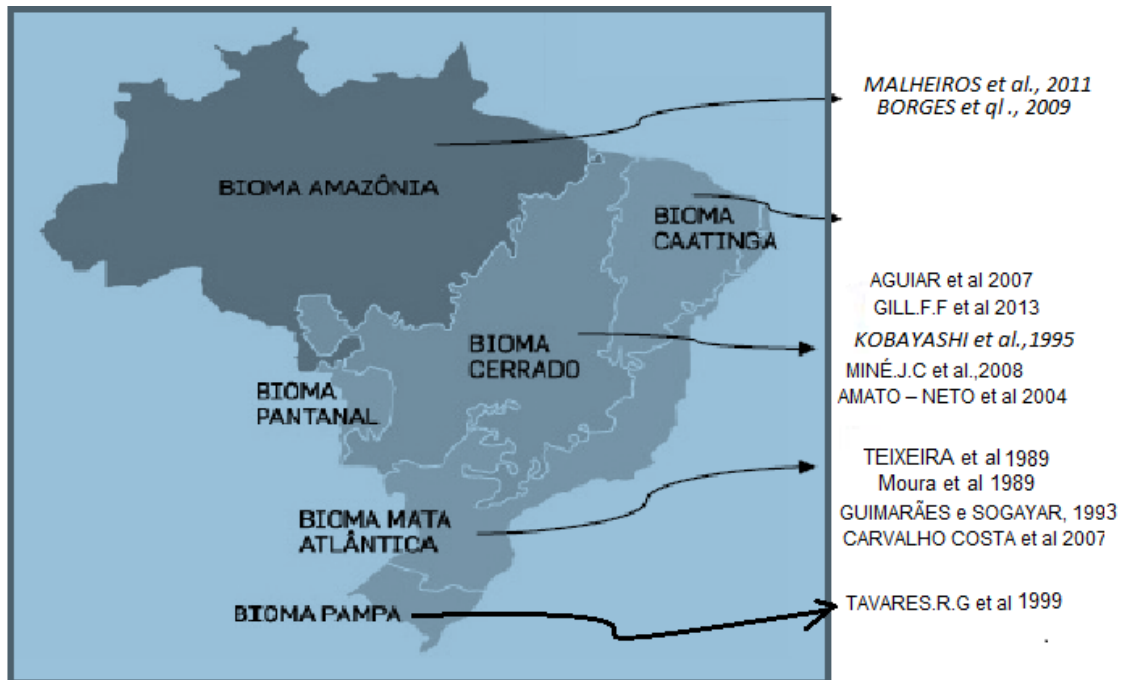 MALHEIROS et al., 2011
BORGES et ql ., 2009
BIOMA AMAZÔNIA
BIOMA
CAATINGA
AGUIAR et al 2007
GILL.F.F et al 2013
KOBAYASHI et al.,1995
BIOMA
CERRADO
MINÉ.J.C et al.,2008
AMATO – NETO et al 2004
BIOMA
PANTANAL
TEIXEIRA et al 1989
Moura et al 1989
GUIMARÃES e SOGAYAR, 1993
CARVALHO COSTA et al 2007
BIOMA MATA
ATLÂNTICA
BIOMA PAMPA
TAVARES.R.G et al 1999
.